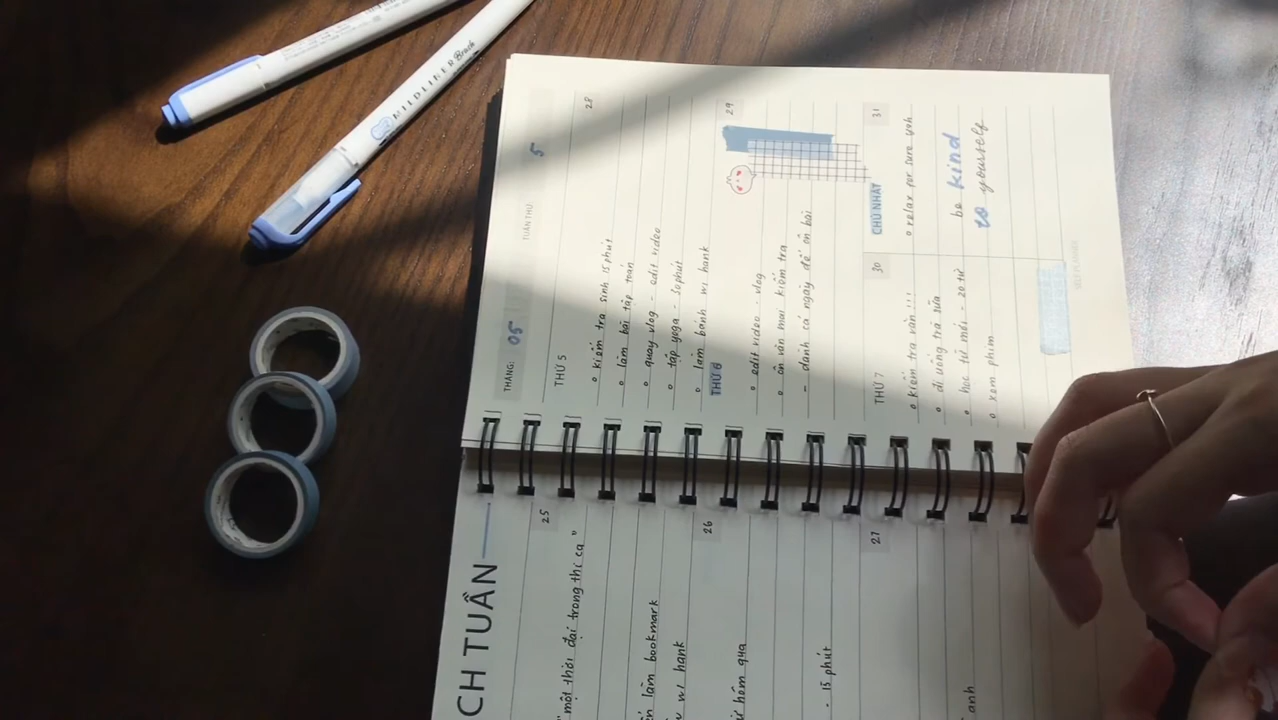 MILDLINER Brush
CH TUẦN
25
"một thời đại trong thi ca"
làm bookmark
w/ hank
26
hôm qua
27
- 15 phút
anh
THÁNG: 05
TUẦN THỨ: 5
THỨ 5
28
o kiểm tra sinh 15 phút
o làm bài tập toán
o quay vlog - edit video
o tập yoga - 30 phút
o làm bánh w/ hank
THỨ 6
29
o edit video - vlog
o ôn văn mai kiểm tra
- dành cả ngày để ôn bài
THỨ 7
30
o kiểm tra văn !!!
o đi uống trà sữa
o học từ mới - 20 từ
o xem phim
CHỦ NHẬT
31
o relax for sure yah
be kind
to yourself